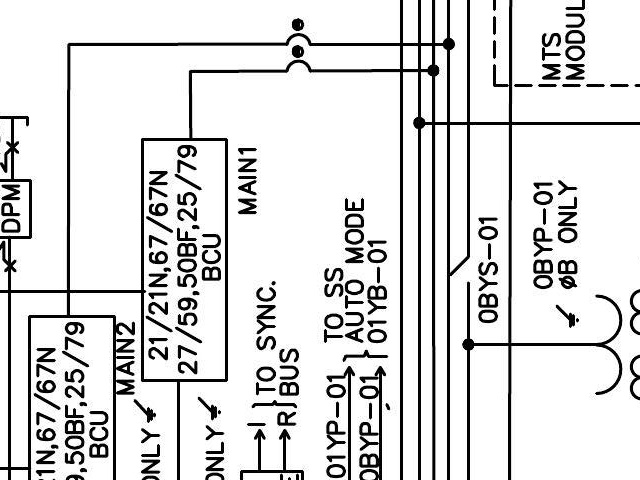 MTS
MODUL
DPM
21/21N,67/67N
27/59,50BF,25/79
BCU
MAIN1
1N,67/67N
9,50BF,25/79
BCU
MAIN2
ONLY
ONLY
TO SYNC.
BUS
I
R
TO SS
AUTO MODE
01YB-01
01YP-01
0BYP-01
0BYS-01
0BYP-01
øB ONLY